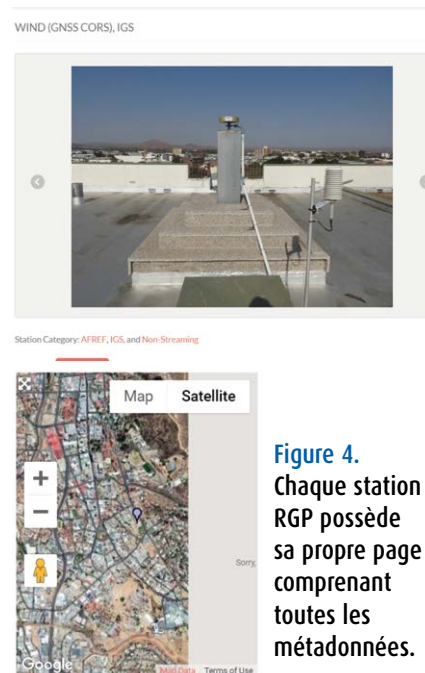 WIND (GNSS CORS), IGS
Station Category: AFREF, IGS, and Non-Streaming
Map Satellite
Sorry,
Google
Map Data Terms of Use
Figure 4.
Chaque station
RGP possède
sa propre page
comprenant
toutes les
métadonnées.